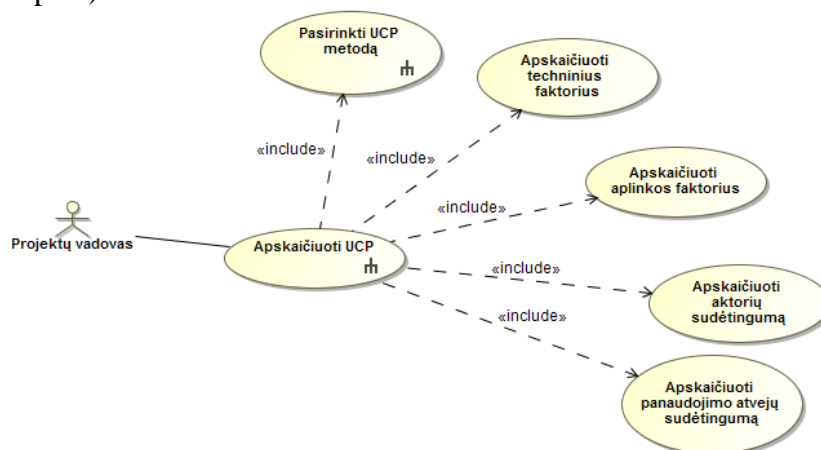 Pasirinkti UCP
metodą
Apskaičiuoti
techninius
faktorius
«include»
«include»
Apskaičiuoti
aplinkos faktorius
«include»
Projektų vadovas
Apskaičiuoti UCP
«include»
Apskaičiuoti
aktorių
sudėtingumą
«include»
Apskaičiuoti
panaudojimo atvejų
sudėtingumą